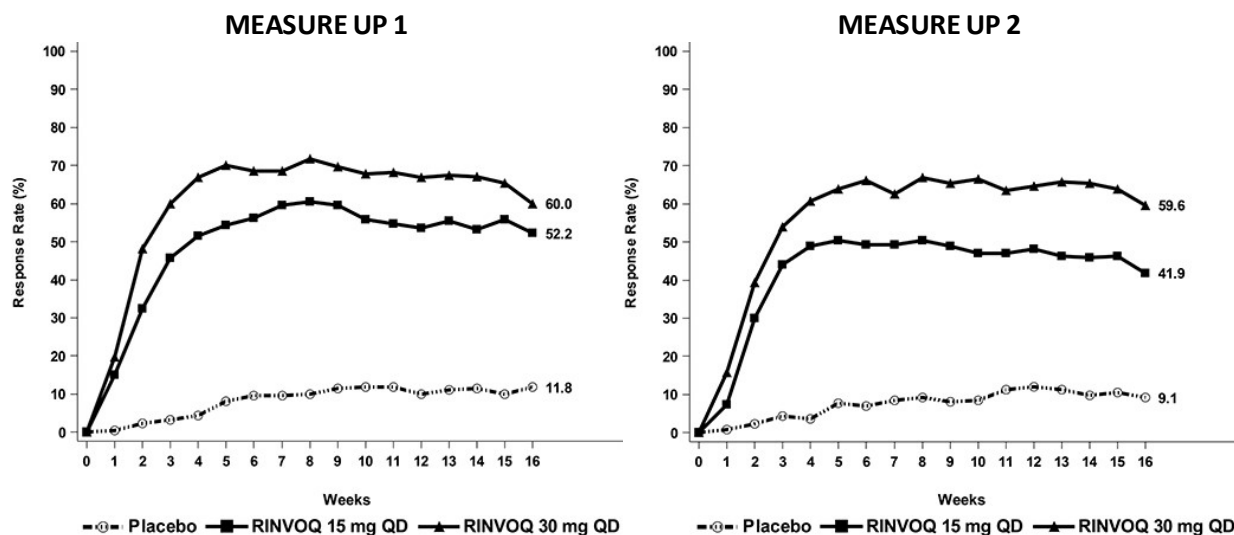 MEASURE UP 1
100
90
80
70
60
50
40
30
20
10
0
Response Rate (%)
60.0
52.2
11.8
0 1 2 3 4 5 6 7 8 9 10 11 12 13 14 15 16
Weeks
Placebo RINVOQ 15 mg QD RINVOQ 30 mg QD
MEASURE UP 2
100
90
80
70
60
50
40
30
20
10
0
Response Rate (%)
59.6
41.9
9.1
0 1 2 3 4 5 6 7 8 9 10 11 12 13 14 15 16
Weeks
Placebo RINVOQ 15 mg QD RINVOQ 30 mg QD